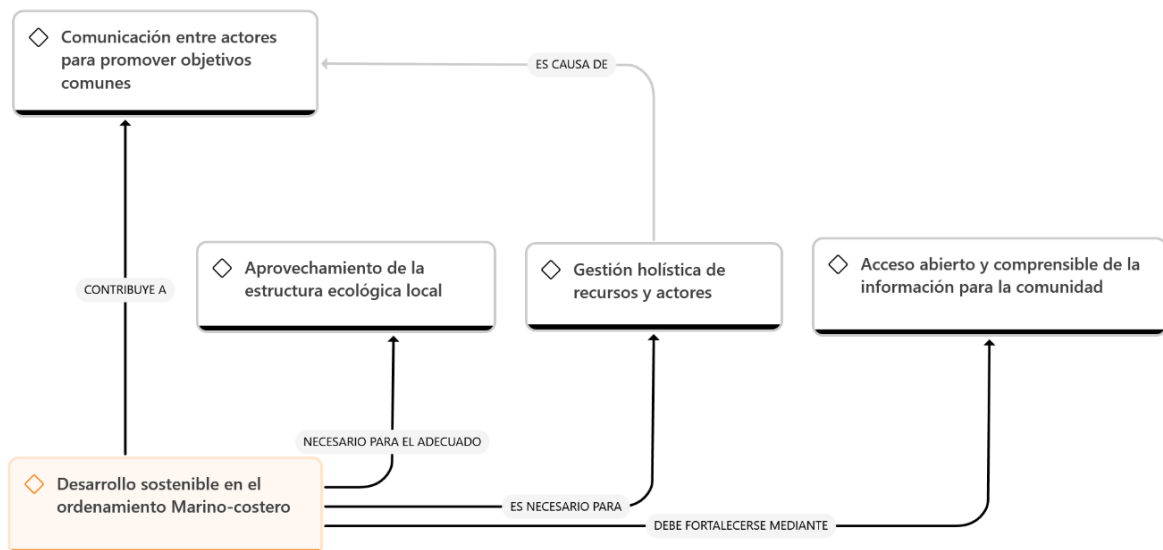 Comunicación entre actores
para promover objetivos
comunes
ES CAUSA DE
Aprovechamiento de la
estructura ecológica local
Gestión holística de
recursos y actores
Acceso abierto y comprensible de la
información para la comunidad
CONTRIBUYE A
NECESARIO PARA EL ADECUADO
Desarrollo sostenible en el
ordenamiento Marino-costero
ES NECESARIO PARA
DEBE FORTALECERSE MEDIANTE